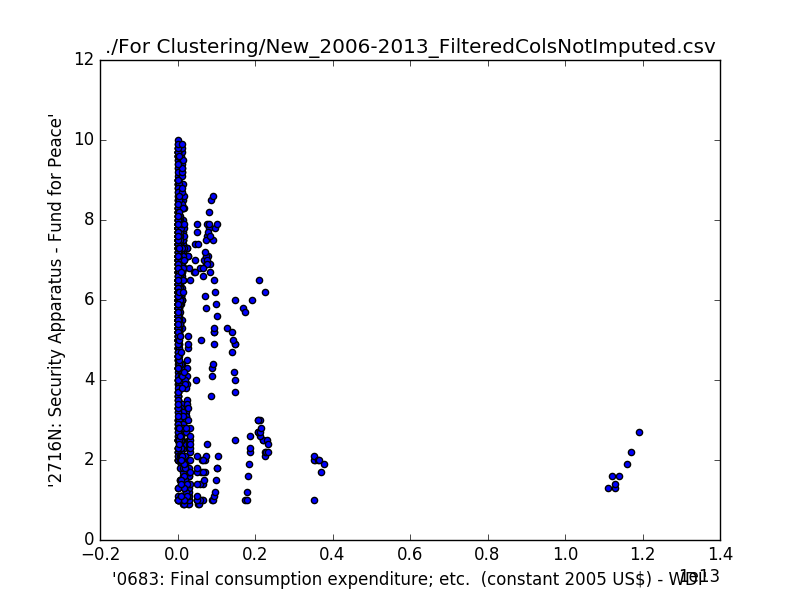 ./For Clustering/New_2006-2013_FilteredColsNotImputed.csv
12
10
8
6
4
2
0
'2716N: Security Apparatus - Fund for Peace'
−0.2 0.0 0.2 0.4 0.6 0.8 1.0 1.2 1.4
1e13
'0683: Final consumption expenditure; etc. (constant 2005 US$) - WDI'